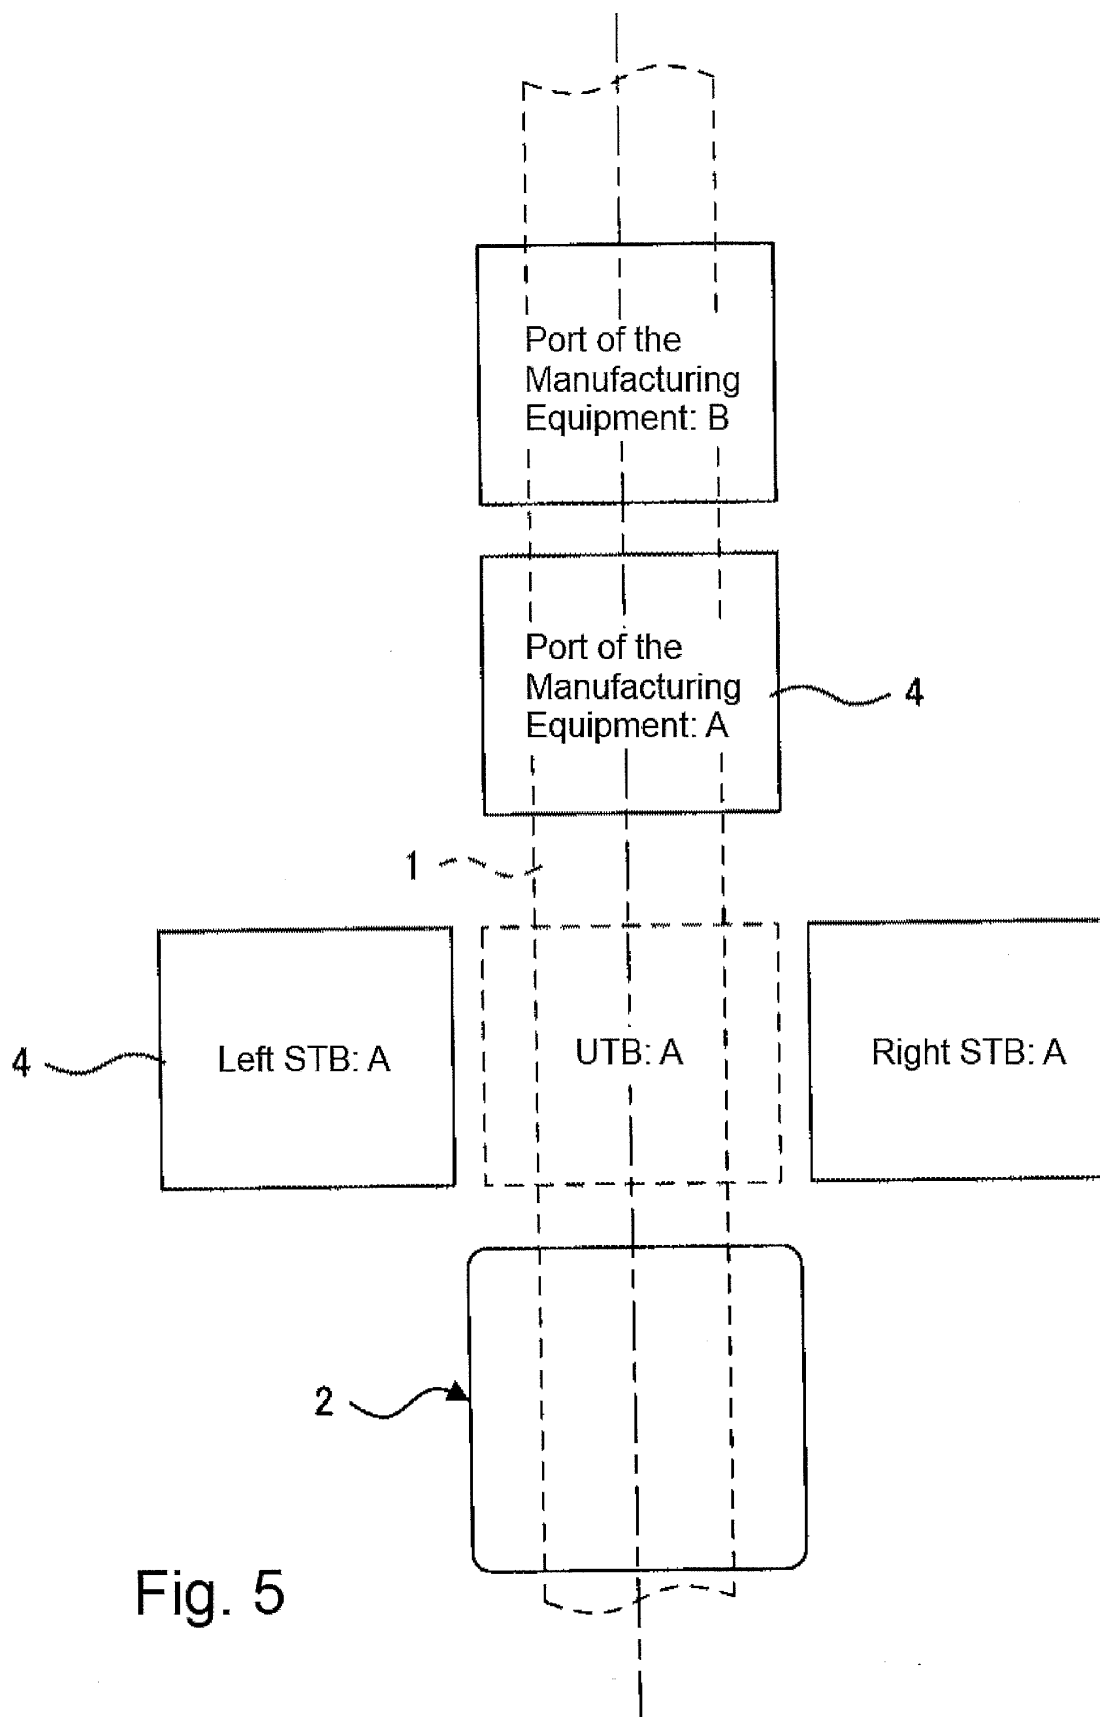 Port of the
Manufacturing
Equipment: B
Port of the
Manufacturing
Equipment: A
4
1
4
Left STB: A
UTB: A
Right STB: A
2
Fig. 5